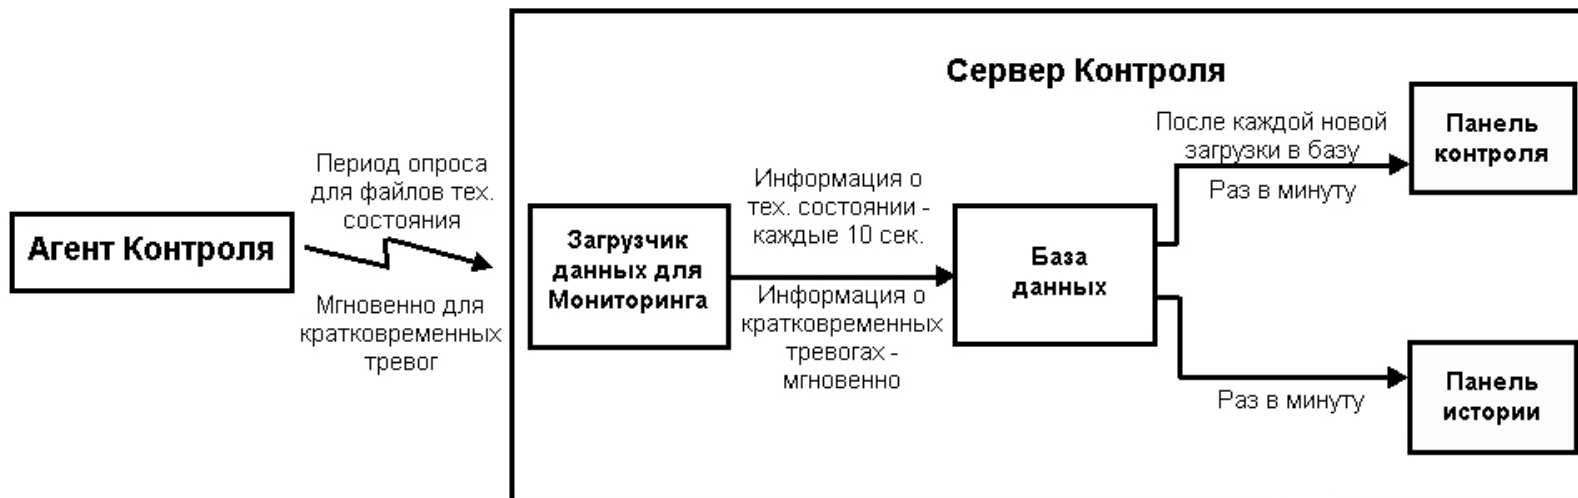 Сервер Контроля
Агент Контроля
Период опроса
для файлов тех.
состояния
Мгновенно для
кратковременных
тревог
Загрузчик
данных для
Мониторинга
Информация о
тех. состоянии -
каждые 10 сек.
Информация о
кратковременных
тревогах -
мгновенно
База
данных
После каждой новой
загрузки в базу
Раз в минуту
Панель
контроля
Раз в минуту
Панель
истории